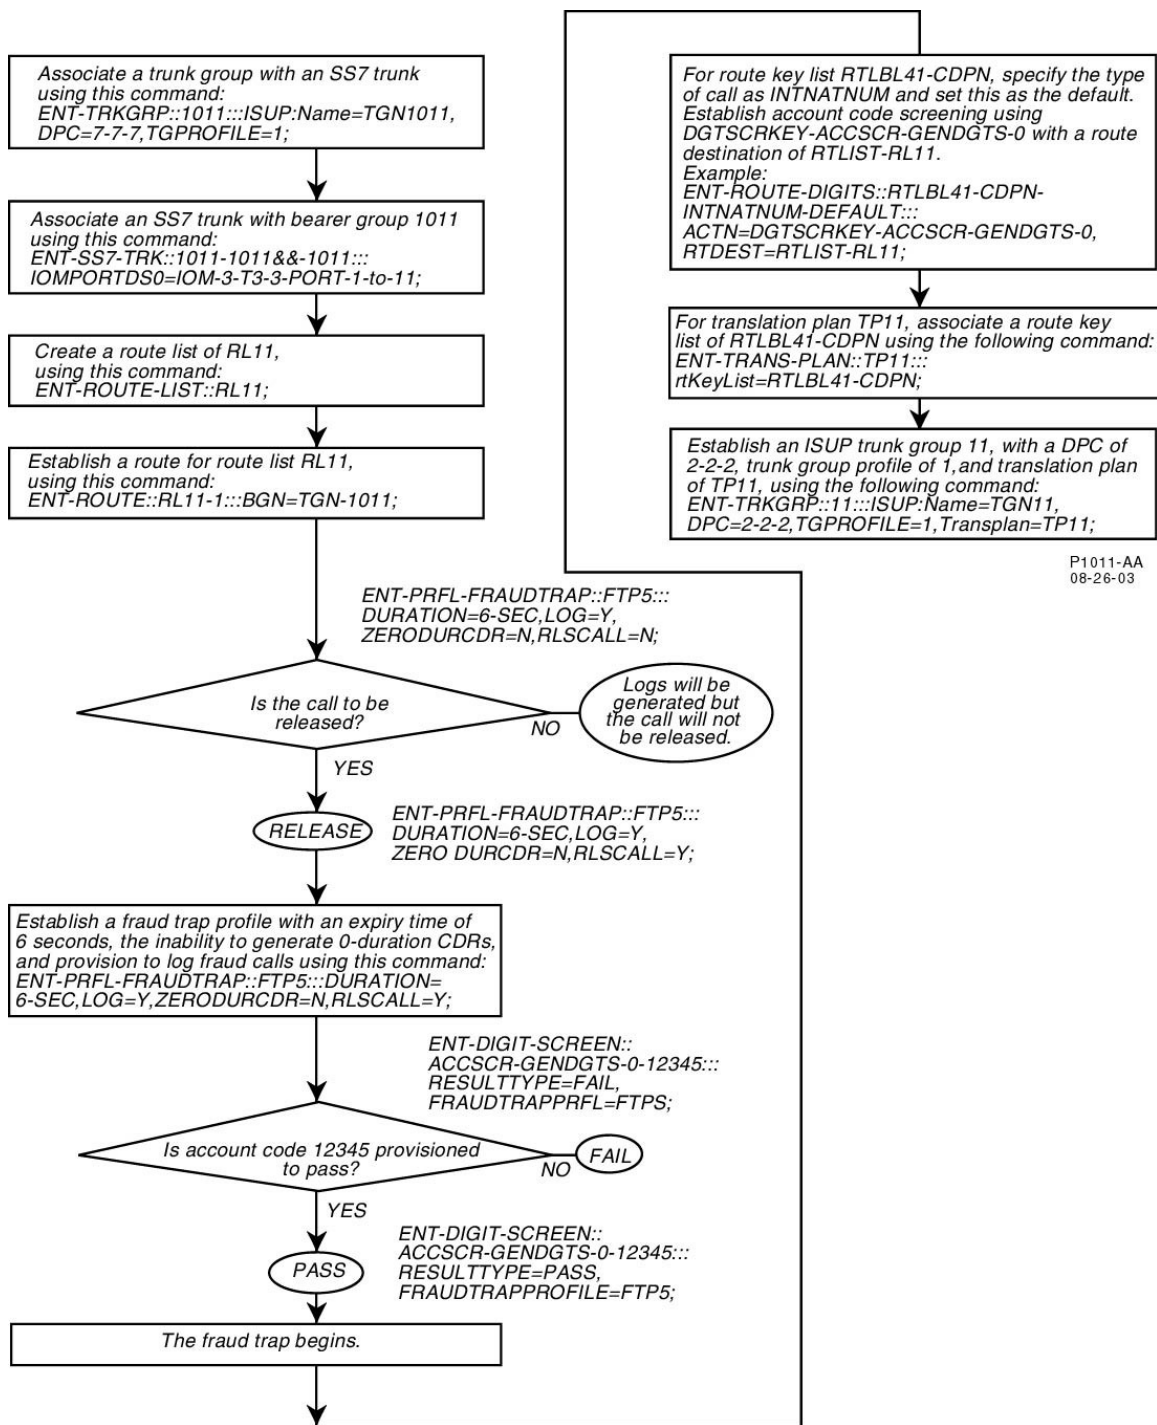 Associate a trunk group with an SS7 trunk
using this command:
ENT-TRKGRP::1011:::ISUP:Name=TGN1011,
DPC=7-7-7,TGPROFILE=1;
Associate an SS7 trunk with bearer group 1011
using this command:
ENT-SS7-TRK::1011-1011&&-1011:::
IOMPORTDS0=IOM-3-T3-3-PORT-1-to-11;
Create a route list of RL11,
using this command:
ENT-ROUTE-LIST::RL11;
Establish a route for route list RL11,
using this command:
ENT-ROUTE::RL11-1:::BGN=TGN-1011;
ENT-PRFL-FRAUDTRAP::FTP5:::
DURATION=6-SEC,LOG=Y,
ZERODURCDR=N,RLSCALL=N;
Is the call to be
released?
NO
Logs will be
generated but
the call will not
be released.
YES
RELEASE
ENT-PRFL-FRAUDTRAP::FTP5:::
DURATION=6-SEC,LOG=Y,
ZERO DURCDR=N,RLSCALL=Y;
Establish a fraud trap profile with an expiry time of
6 seconds, the inability to generate 0-duration CDRs,
and provision to log fraud calls using this command:
ENT-PRFL-FRAUDTRAP::FTP5:::DURATION=
6-SEC,LOG=Y,ZERODURCDR=N,RLSCALL=Y;
ENT-DIGIT-SCREEN::
ACCSCR-GENDGTS-0-12345:::
RESULTTYPE=FAIL,
FRAUDTRAPPRFL=FTPS;
Is account code 12345 provisioned
to pass?
NO
FAIL
YES
PASS
ENT-DIGIT-SCREEN::
ACCSCR-GENDGTS-0-12345:::
RESULTTYPE=PASS,
FRAUDTRAPPROFILE=FTP5;
The fraud trap begins.
For route key list RTLBL41-CDPN, specify the type
of call as INTNATNUM and set this as the default.
Establish account code screening using
DGTSCRKEY-ACCSCR-GENDGTS-0 with a route
destination of RTLIST-RL11.
Example:
ENT-ROUTE-DIGITS::RTLBL41-CDPN-
INTNATNUM-DEFAULT:::
ACTN=DGTSCRKEY-ACCSCR-GENDGTS-0,
RTDEST=RTLIST-RL11;
For translation plan TP11, associate a route key
list of RTLBL41-CDPN using the following command:
ENT-TRANS-PLAN::TP11:::
rtKeyList=RTLBL41-CDPN;
Establish an ISUP trunk group 11, with a DPC of
2-2-2, trunk group profile of 1,and translation plan
of TP11, using the following command:
ENT-TRKGRP::11:::ISUP:Name=TGN11,
DPC=2-2-2,TGPROFILE=1,Transplan=TP11;
P1011-AA
08-26-03